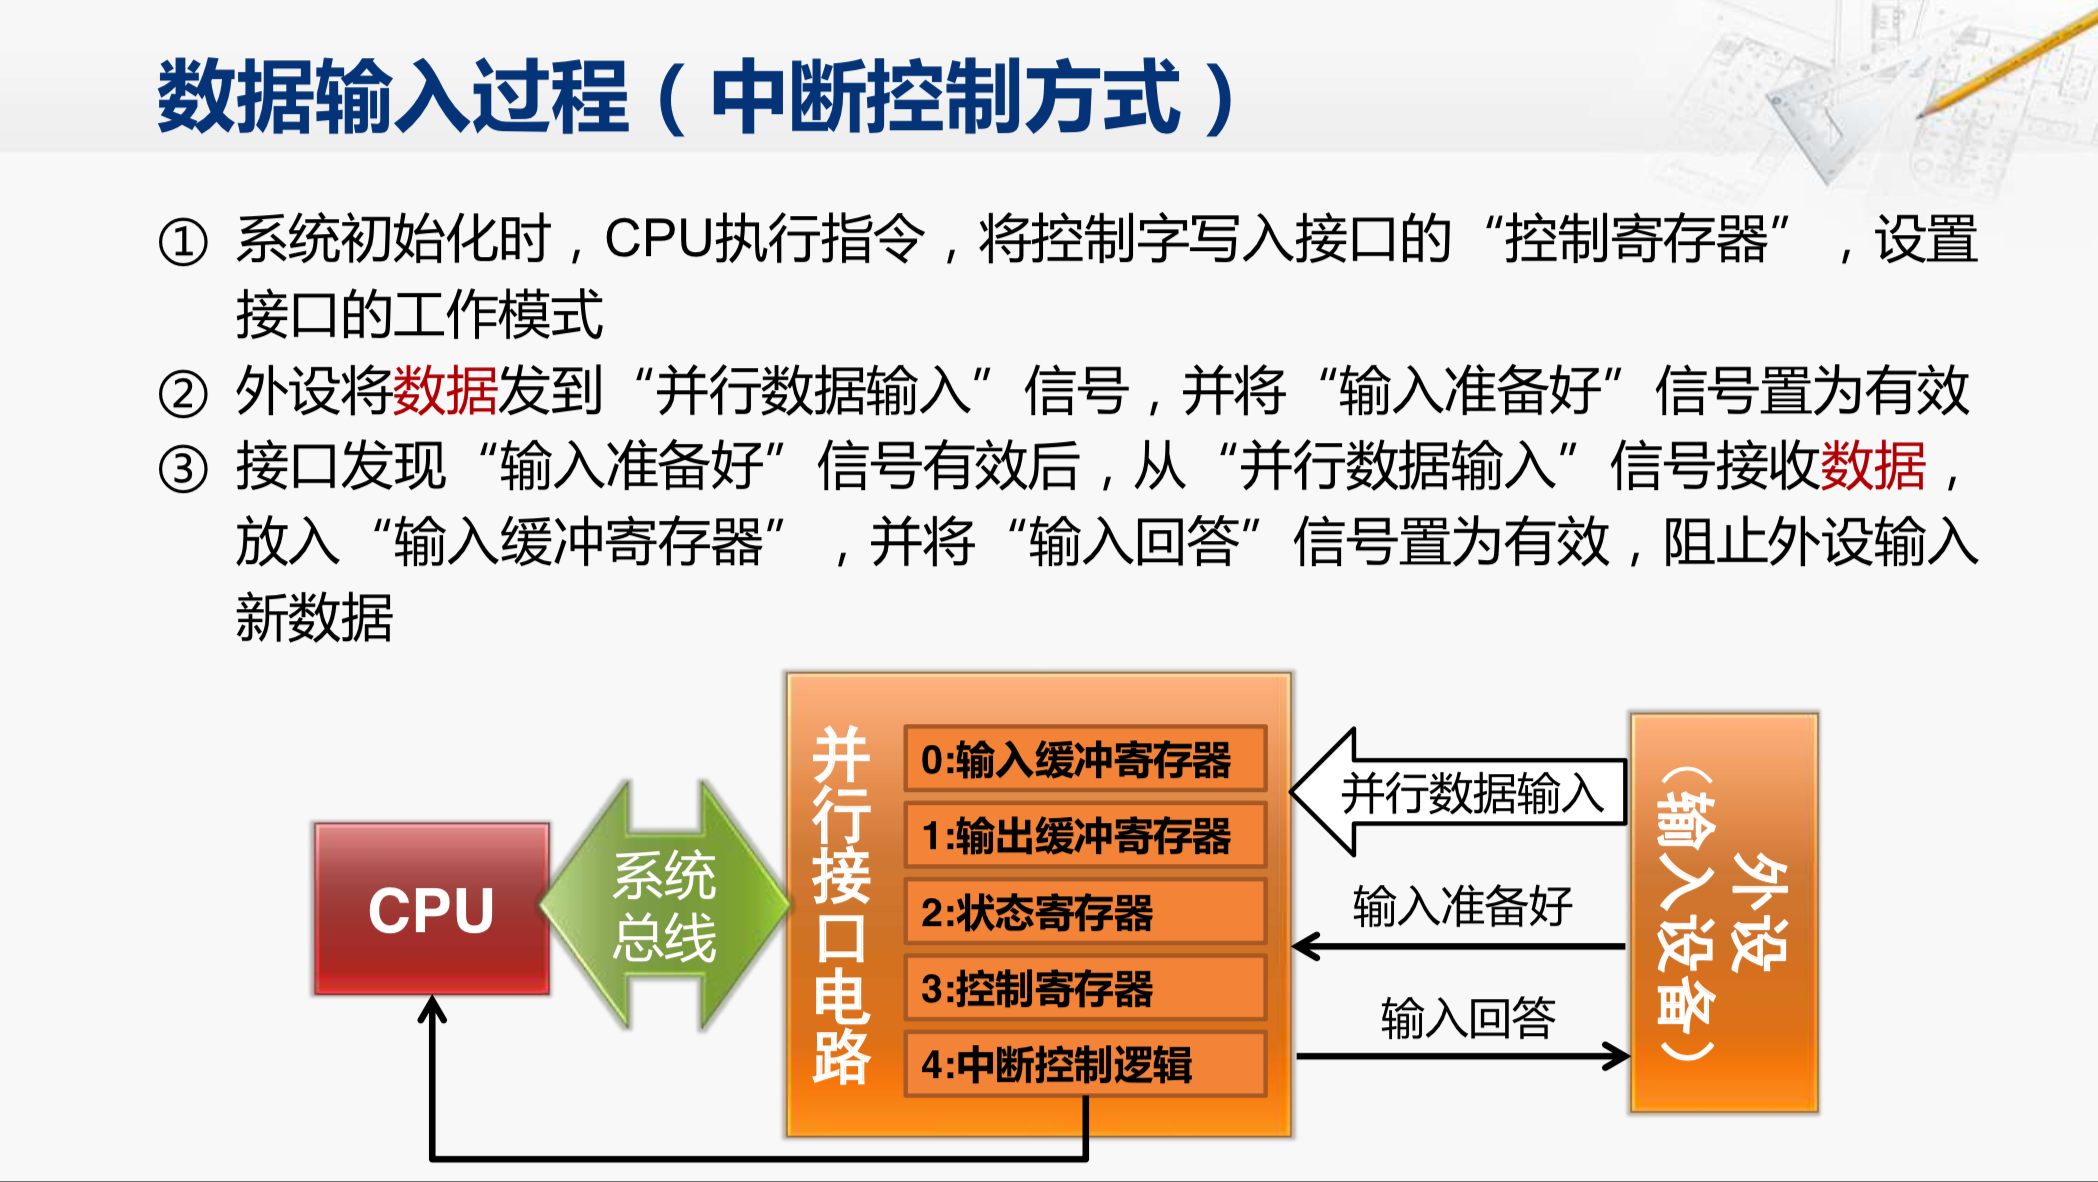 数据输入过程（中断控制方式）
① 系统初始化时，CPU执行指令，将控制字写入接口的“控制寄存器”，设置
接口的工作模式
② 外设将数据发到“并行数据输入”信号，并将“输入准备好”信号置为有效
③ 接口发现“输入准备好”信号有效后，从“并行数据输入”信号接收数据，
放入“输入缓冲寄存器”，并将“输入回答”信号置为有效，阻止外设输入
新数据
CPU
系统
总线
并行接口电路
0:输入缓冲寄存器
1:输出缓冲寄存器
2:状态寄存器
3:控制寄存器
4:中断控制逻辑
并行数据输入
输入准备好
输入回答
外设
（输入设备）